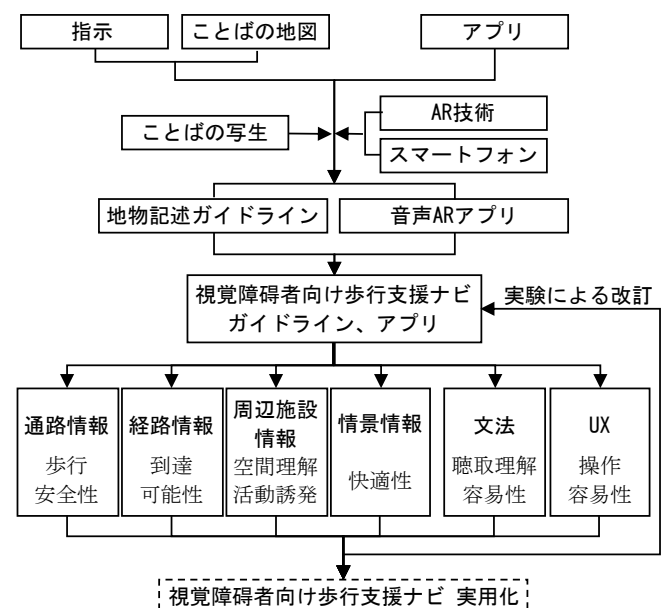 指示
ことばの地図
アプリ
ことばの写生
AR技術
スマートフォン
地物記述ガイドライン
音声ARアプリ
視覚障碍者向け歩行支援ナビ
ガイドライン、アプリ
実験による改訂
通路情報
歩行
安全性
経路情報
到達
可能性
周辺施設
情報
空間理解
活動誘発
情景情報
快適性
文法
聴取理解
容易性
UX
操作
容易性
視覚障碍者向け歩行支援ナビ 実用化